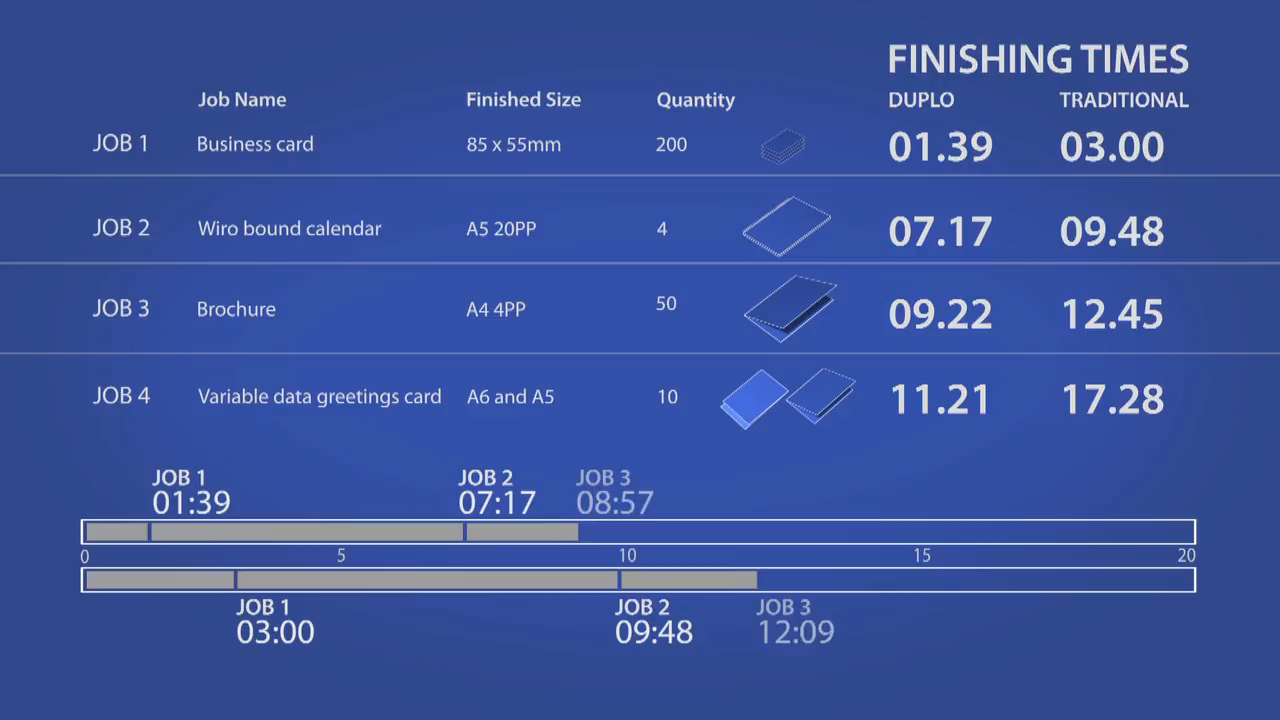 FINISHING TIMES
Job Name Finished Size Quantity DUPLO TRADITIONAL
JOB 1 Business card 85 x 55mm 200 01.39 03.00
JOB 2 Wiro bound calendar A5 20PP 4 07.17 09.48
JOB 3 Brochure A4 4PP 50 09.22 12.45
JOB 4 Variable data greetings card A6 and A5 10 11.21 17.28
JOB 1 JOB 2 JOB 3
01:39 07:17 08:57
0 5 10 15 20
JOB 1 JOB 2 JOB 3
03:00 09:48 12:09